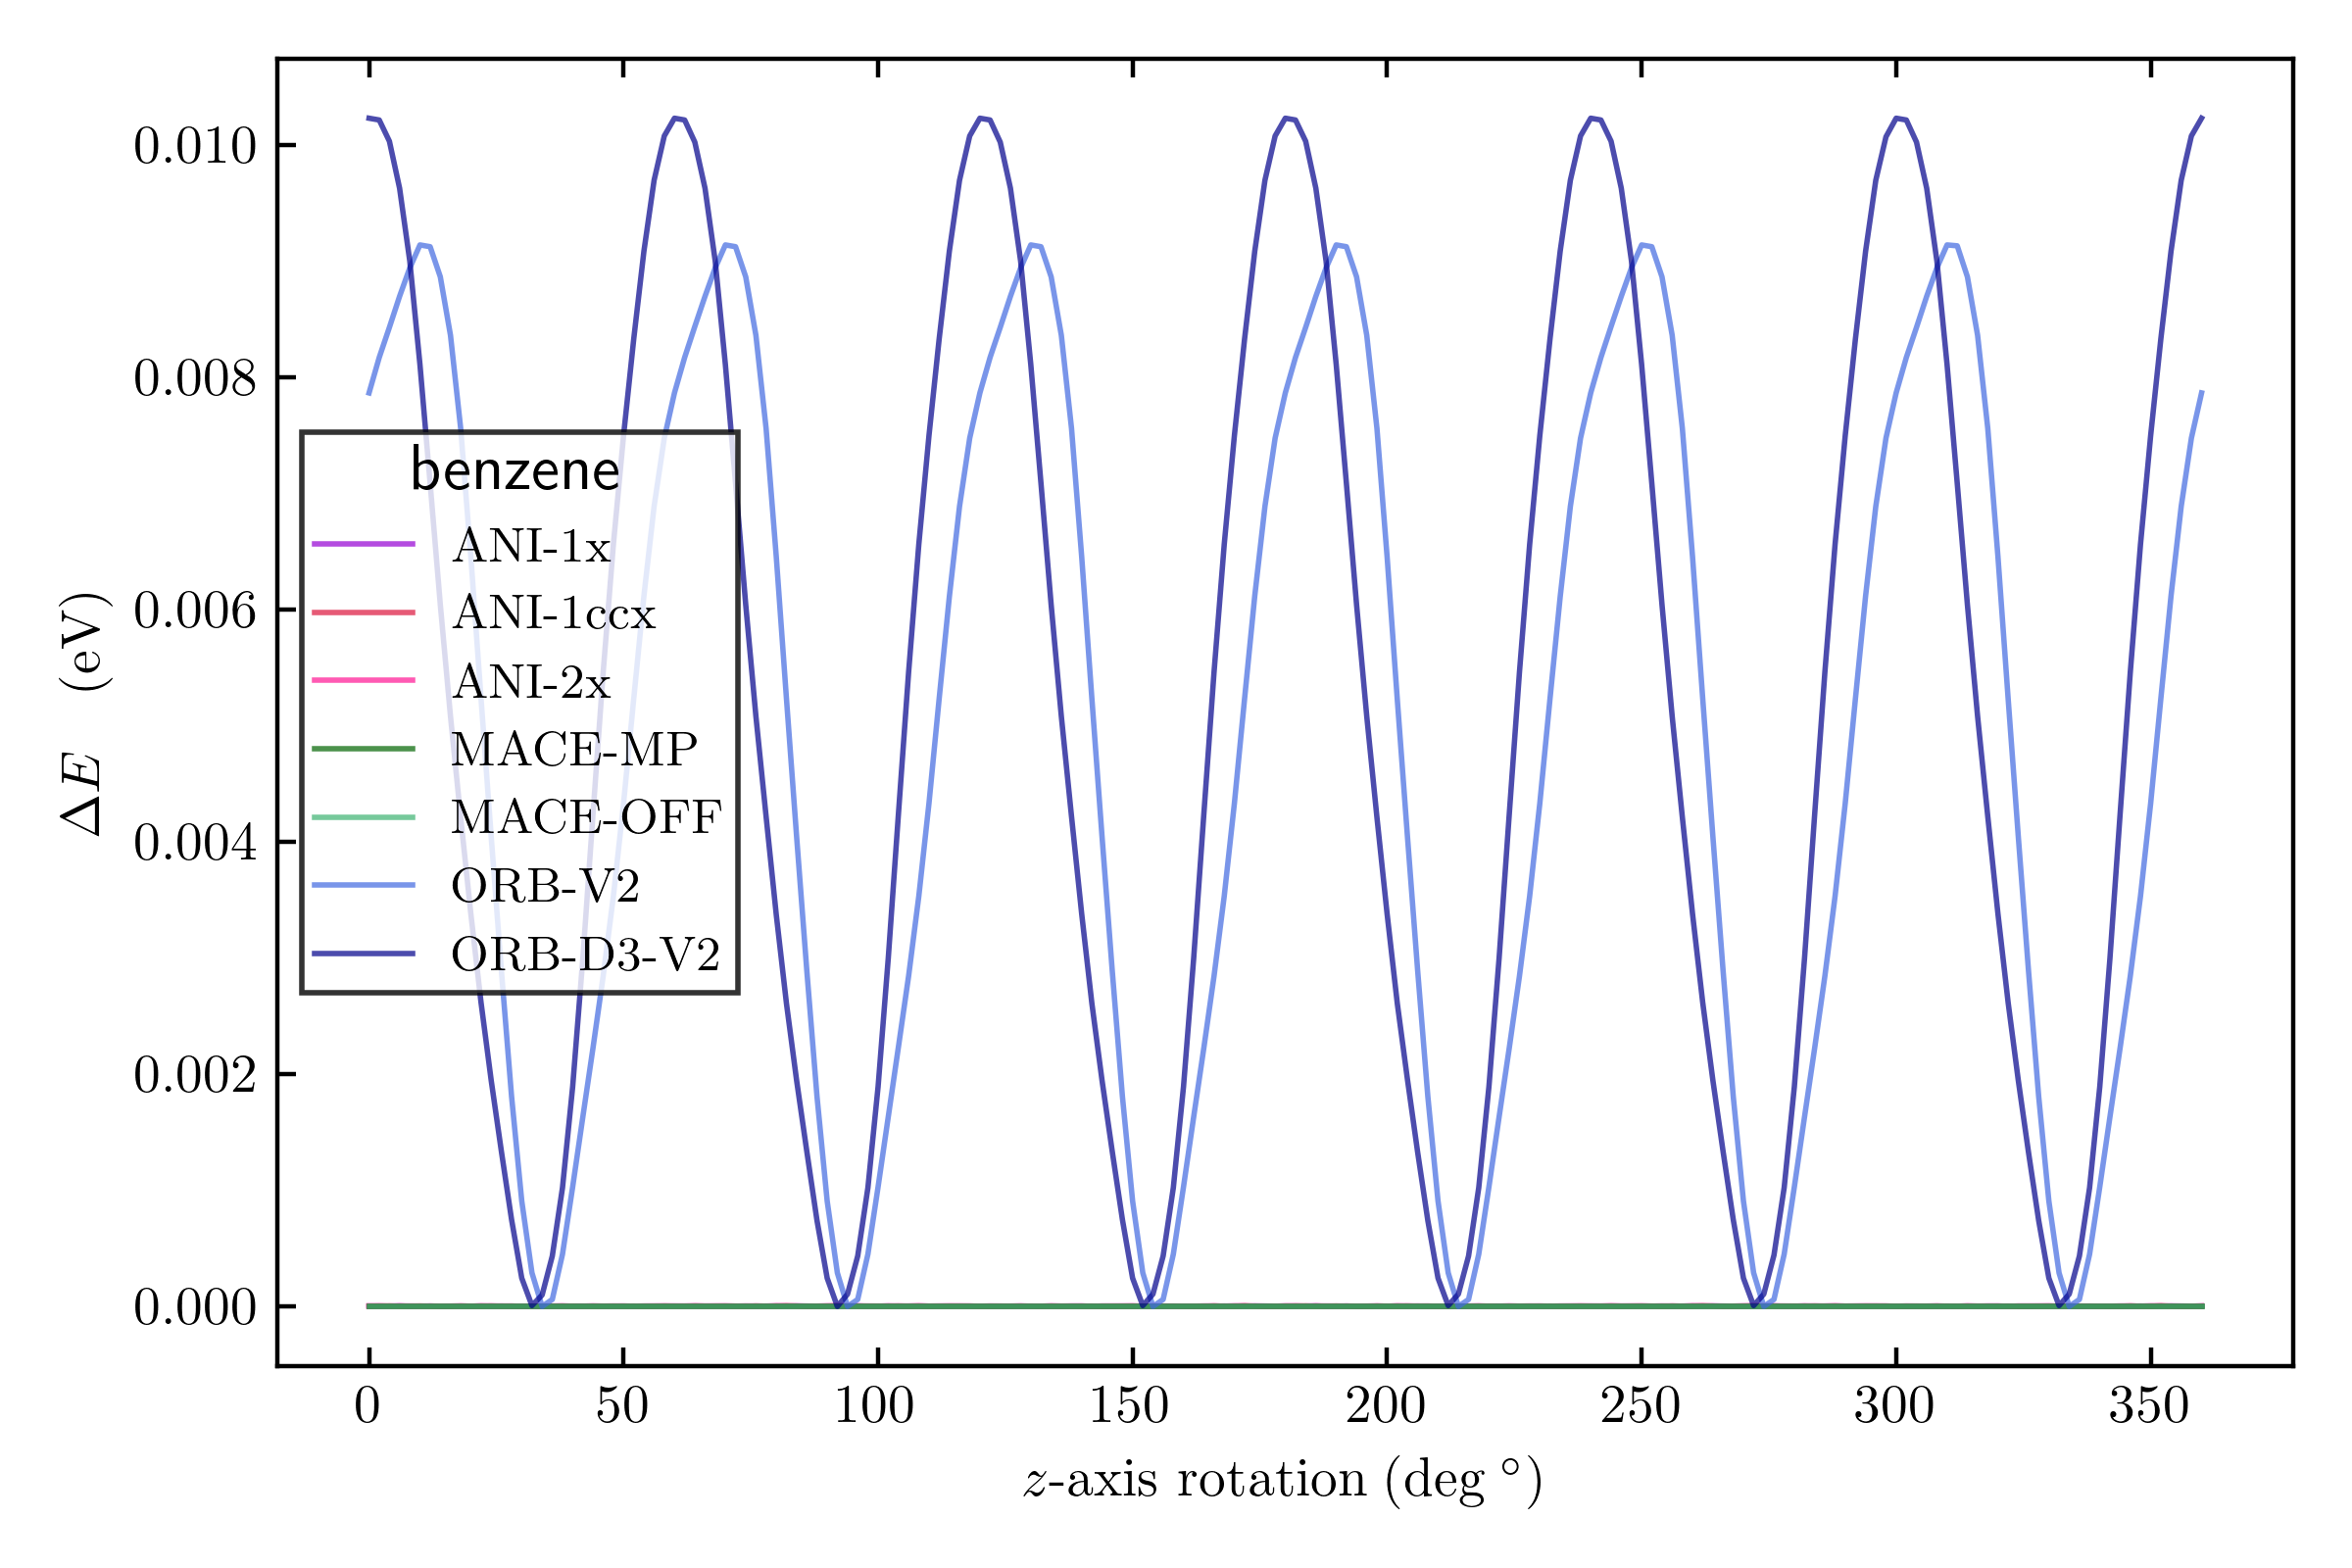 ΔE (eV)
0.010
0.008
0.006
0.004
0.002
0.000
benzene
ANI-1x
ANI-1ccx
ANI-2x
MACE-MP
MACE-OFF
ORB-V2
ORB-D3-V2
0 50 100 150 200 250 300 350
z-axis rotation (deg °)